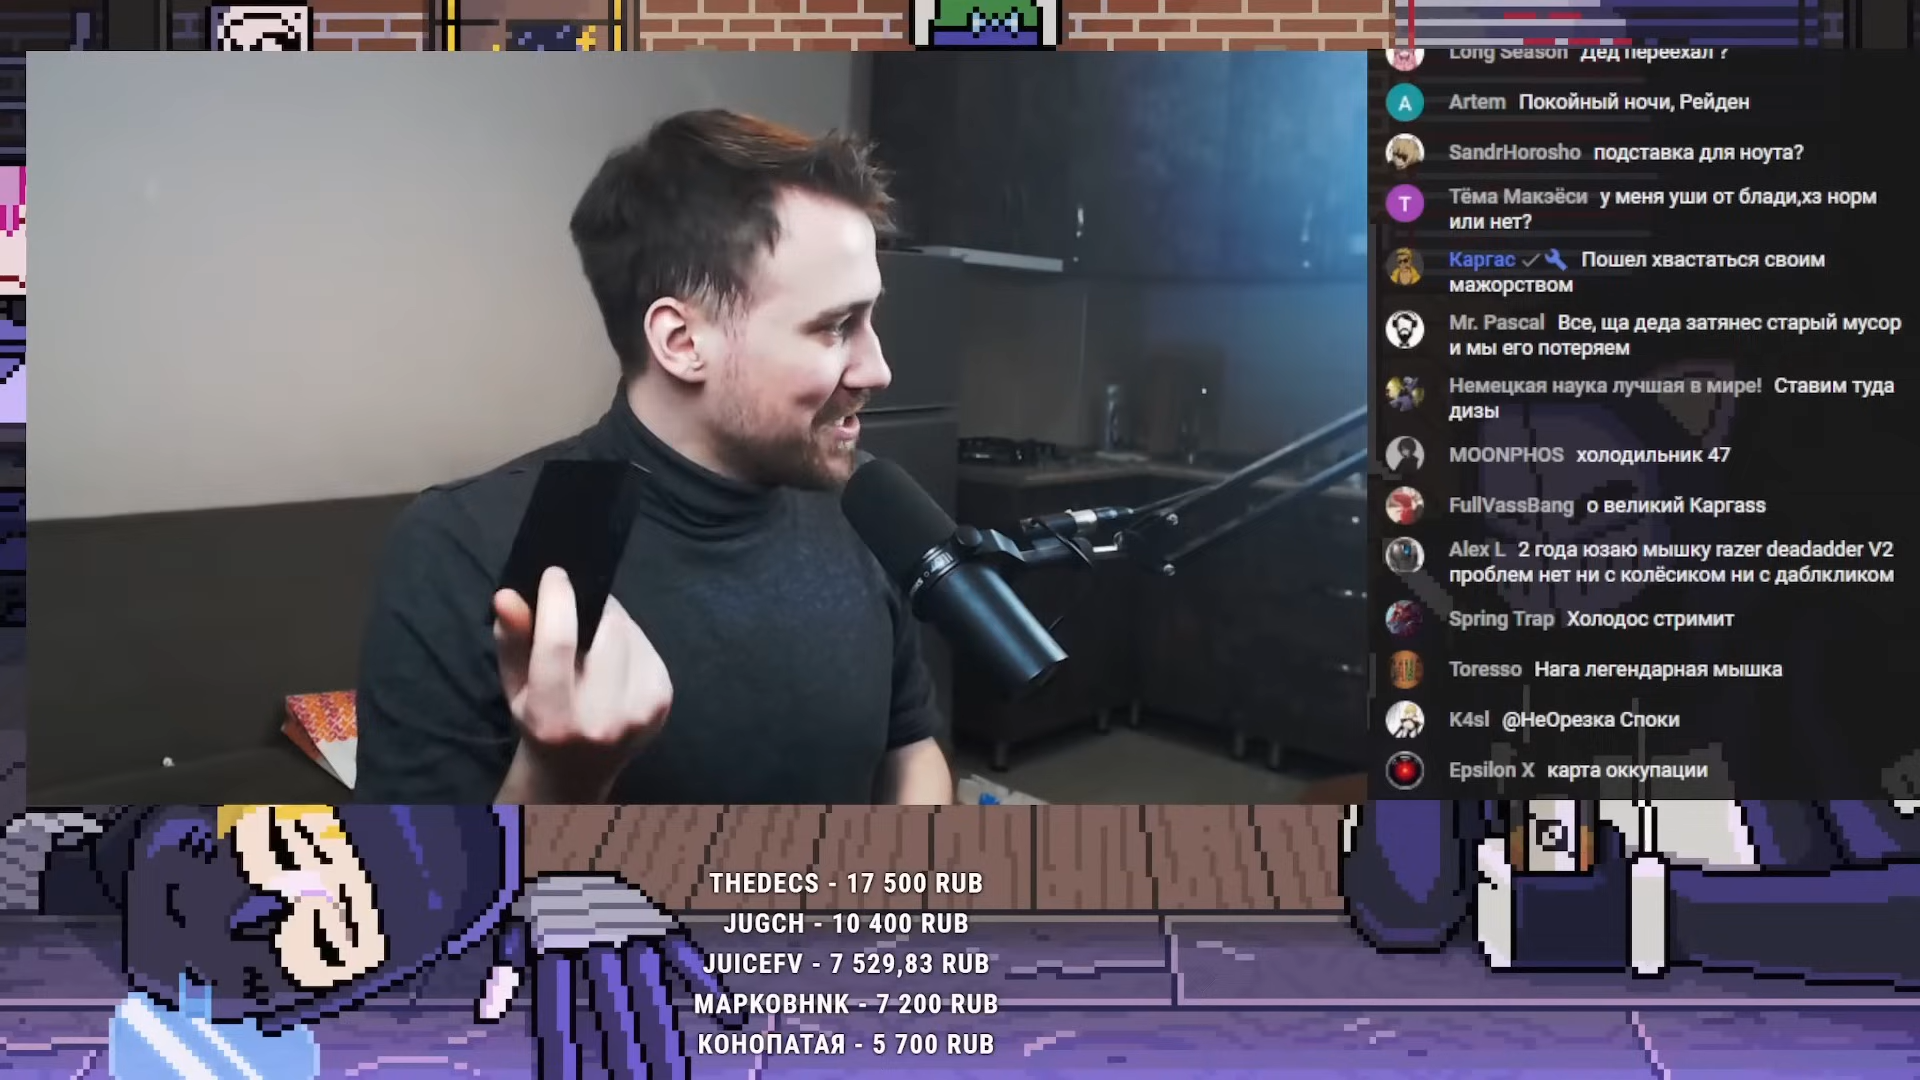 Long Season Дед переехал ?
Artem Покойный ночи, Рейден
SandrHorosho подставка для ноута?
Тёма Макэёси у меня уши от блади,хз норм
или нет?
Каргас Пошел хвастаться своим
мажорством
Mr. Pascal Все, ща деда затянес старый мусор
и мы его потеряем
Немецкая наука лучшая в мире! Ставим туда
дизы
MOONPHOS холодильник 47
FullVassBang о великий Каргass
Alex L 2 года юзаю мышку razer deadadder V2
проблем нет ни с колёсиком ни с даблкликом
Spring Trap Холодос стримит
Toresso Нага легендарная мышка
K4sl @НеОрезка Споки
Epsilon X карта оккупации
THEDECS - 17 500 RUB
JUGCH - 10 400 RUB
JUICEFV - 7 529,83 RUB
МАРКОВHNK - 7 200 RUB
КОНОПАТАЯ - 5 700 RUB